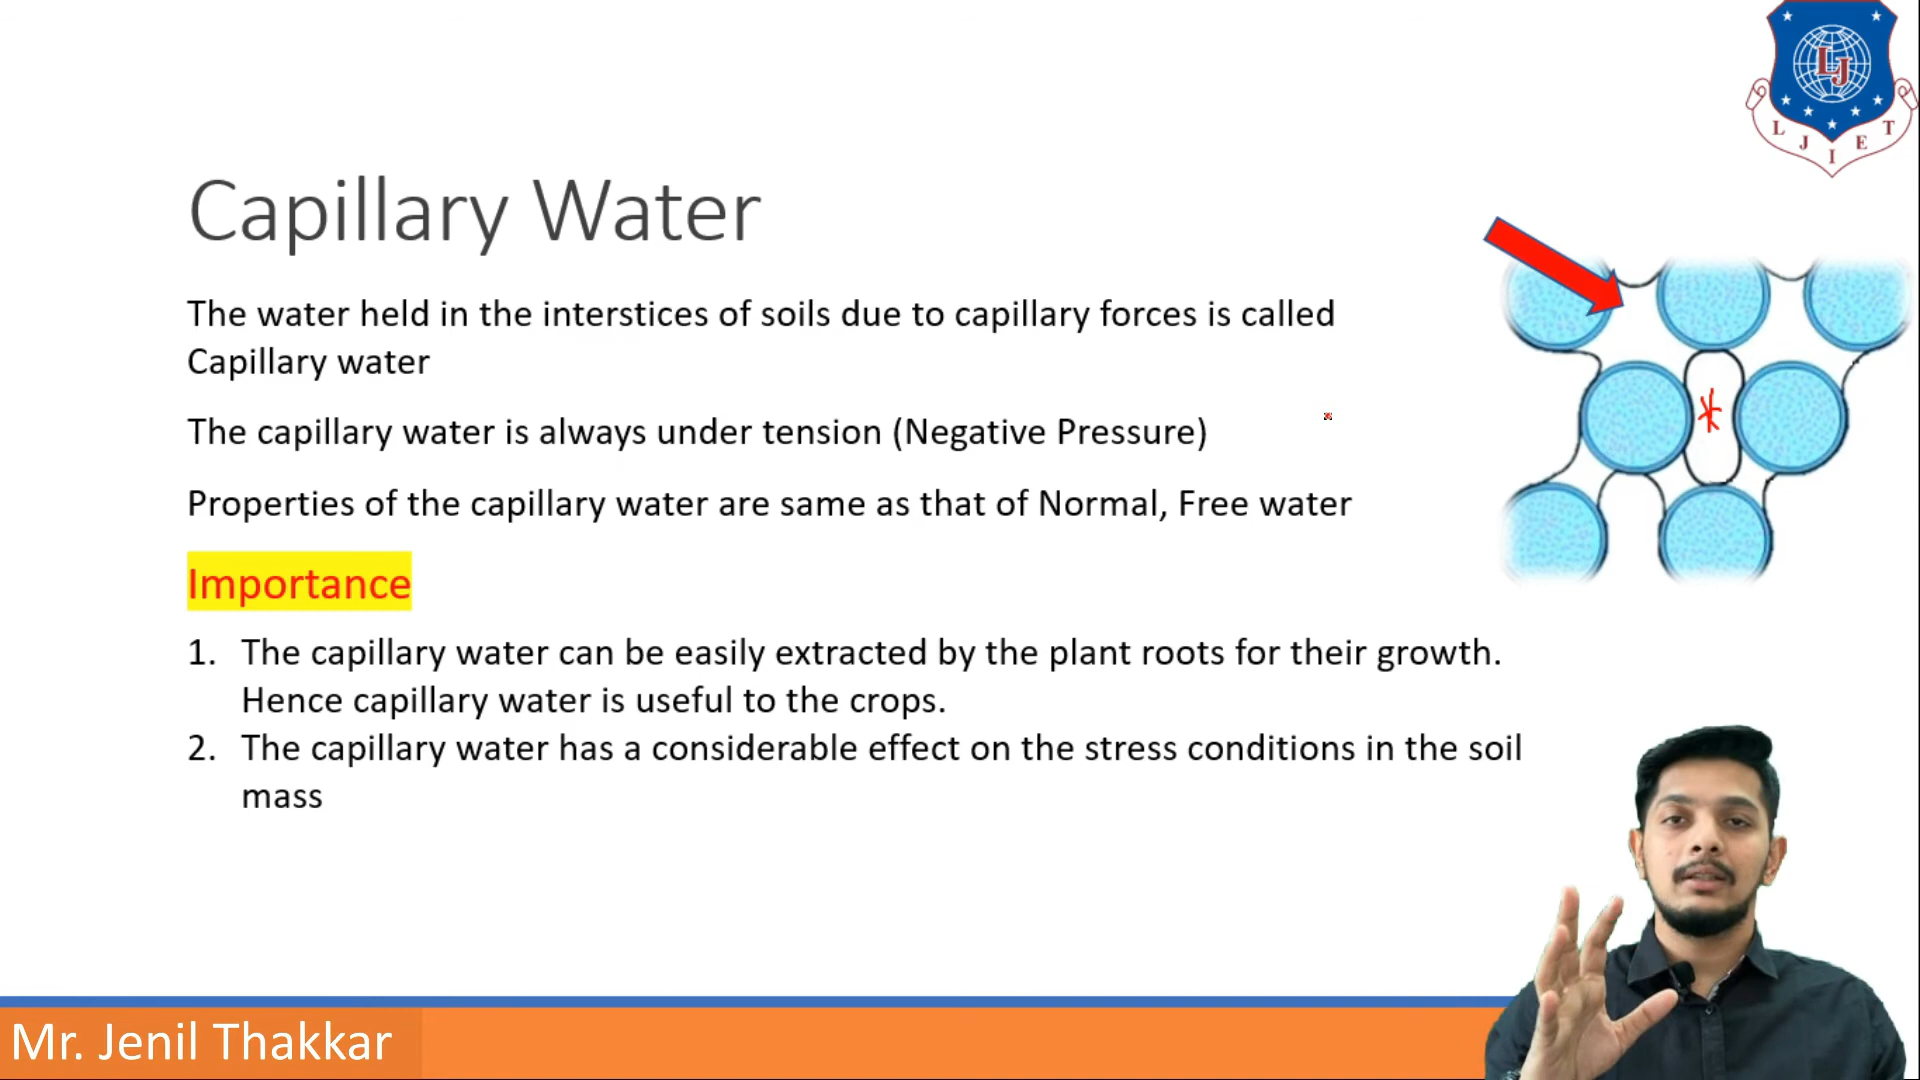 LJ
L J I E T
Capillary Water
The water held in the interstices of soils due to capillary forces is called
Capillary water
The capillary water is always under tension (Negative Pressure)
Properties of the capillary water are same as that of Normal, Free water
Importance
1. The capillary water can be easily extracted by the plant roots for their growth.
Hence capillary water is useful to the crops.
2. The capillary water has a considerable effect on the stress conditions in the soil
mass
Mr. Jenil Thakkar